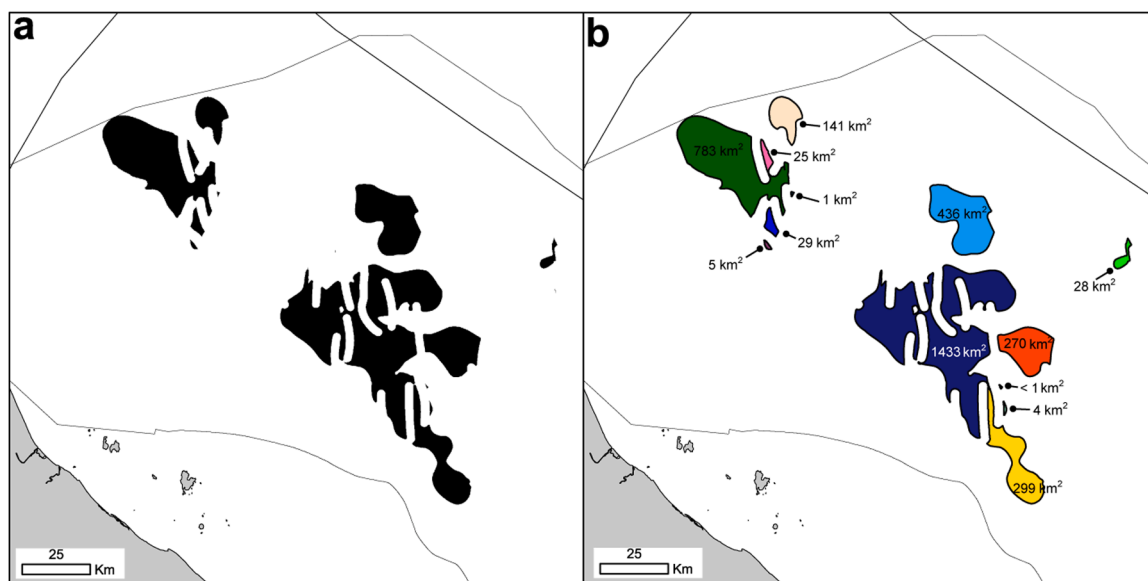 a
b
141 km²
783 km²
25 km²
1 km²
436 km²
29 km²
5 km²
28 km²
1433 km²
270 km²
< 1 km²
4 km²
299 km²
25
Km
25
Km